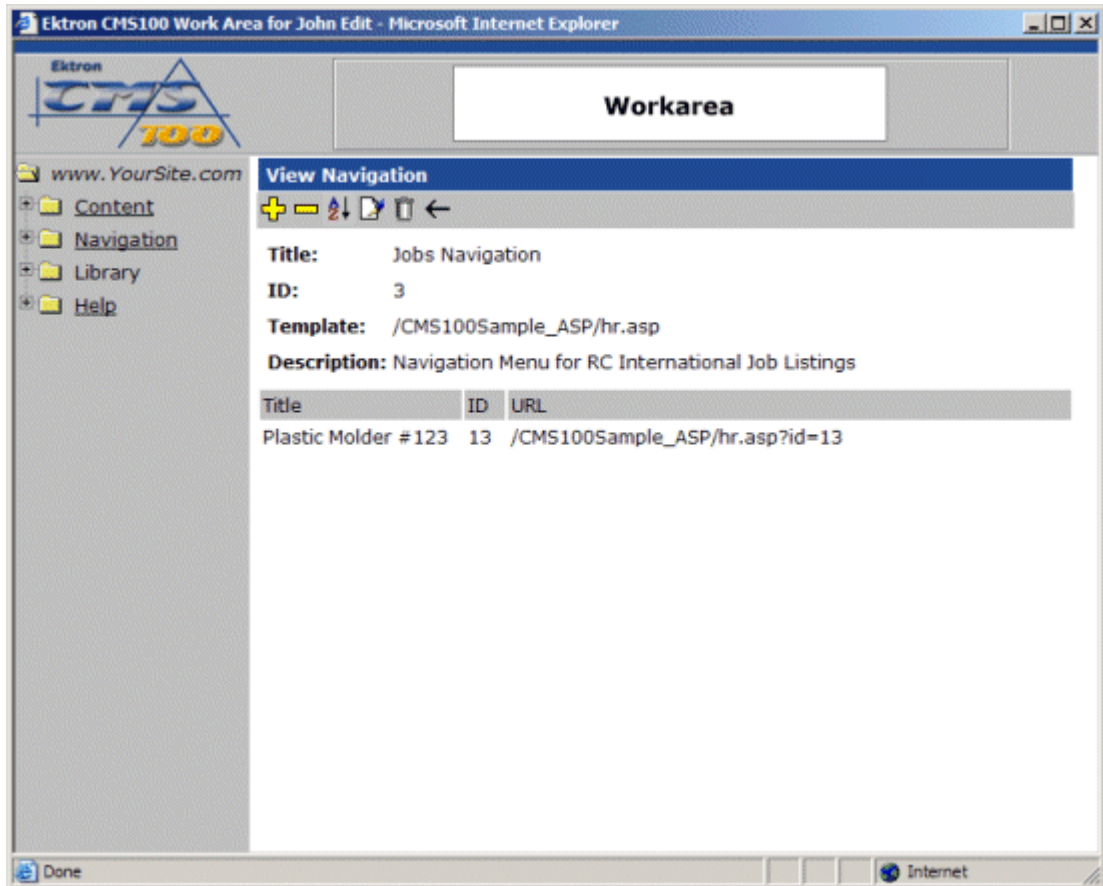 Ektron CMS100 Work Area for John Edit - Microsoft Internet Explorer
Ektron
CMS
100
Workarea
www.YourSite.com
Content
Navigation
Library
Help
View Navigation
Title: Jobs Navigation
ID: 3
Template: /CMS100Sample_ASP/hr.asp
Description: Navigation Menu for RC International Job Listings
Title ID URL
Plastic Molder #123 13 /CMS100Sample_ASP/hr.asp?id=13
Done
Internet